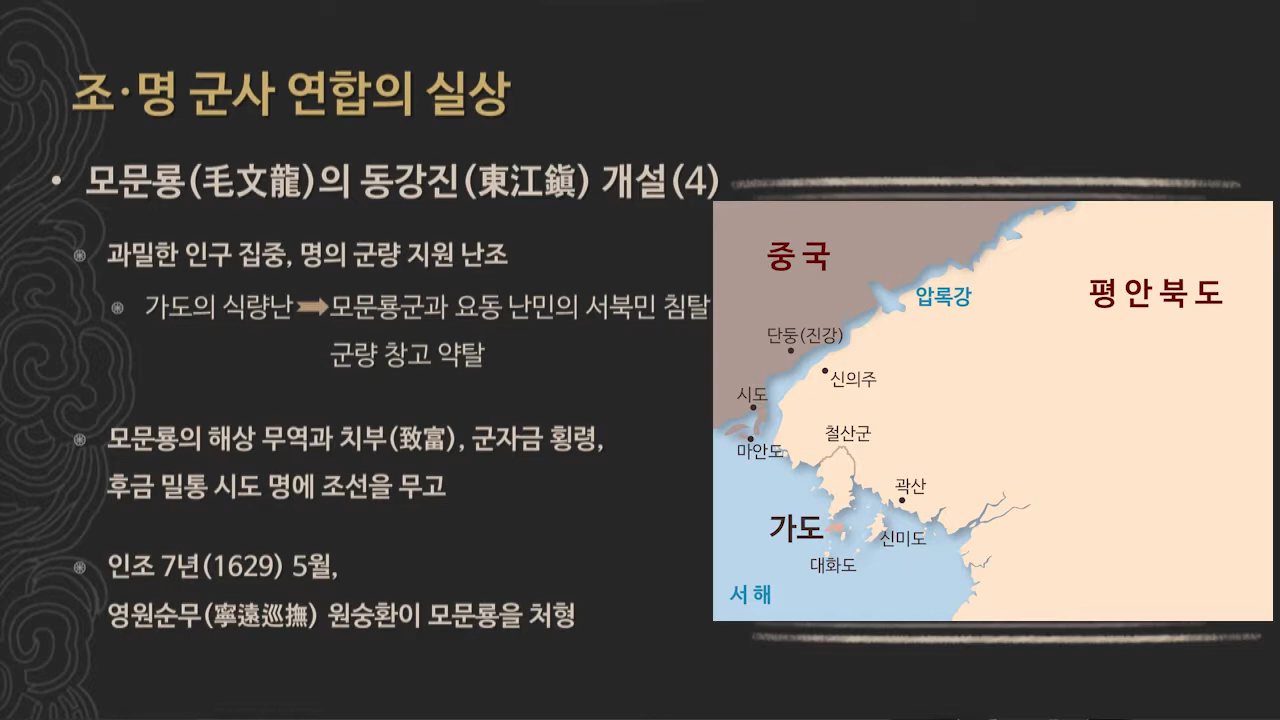 조·명 군사 연합의 실상
• 모문룡(毛文龍)의 동강진(東江鎭) 개설(4)
과밀한 인구 집중, 명의 군량 지원 난조
가도의 식량난 ➡ 모문룡군과 요동 난민의 서북민 침탈
군량 창고 약탈
모문룡의 해상 무역과 치부(致富), 군자금 횡령,
후금 밀통 시도 명에 조선을 무고
인조 7년(1629) 5월,
영원순무(寧遠巡撫) 원숭환이 모문룡을 처형
중국
평안북도
압록강
단둥(진강)
신의주
시도
철산군
마안도
곽산
가도
신미도
대화도
서해